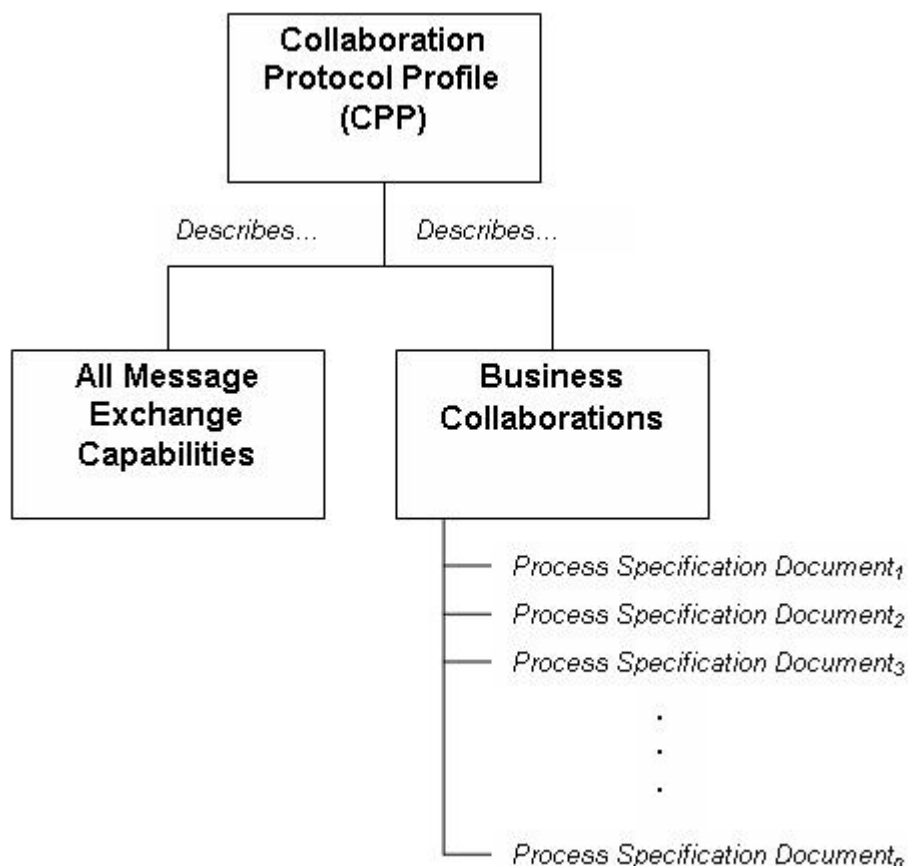 Collaboration
Protocol Profile
(CPP)
Describes...
Describes...
All Message
Exchange
Capabilities
Business
Collaborations
Process Specification Document1
Process Specification Document2
Process Specification Document3
.
.
.
Process Specification Documentn